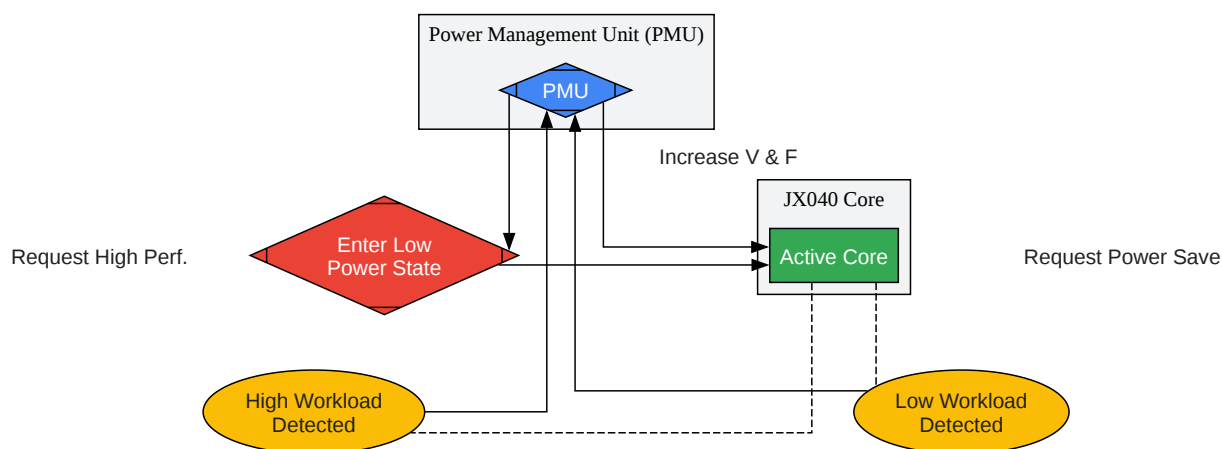 Power Management Unit (PMU)
PMU
Increase V & F
JX040 Core
Enter Low
Power State
Active Core
Request High Perf.
Request Power Save
High Workload
Detected
Low Workload
Detected